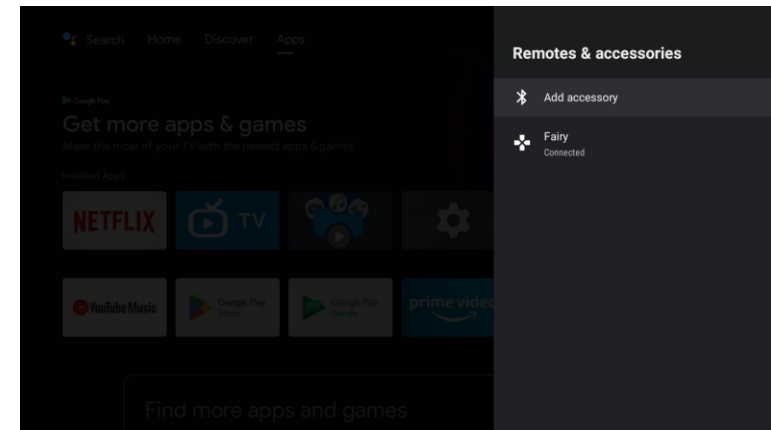 Search Home Discover Apps
Google Play
Get more apps & games
Make the most of your TV with the newest apps & games
Installed Apps
NETFLIX
TV
YouTube Music
Google Play
Store
Google Play
Games
prime video
Find more apps and games
Remotes & accessories
Add accessory
Fairy
Connected